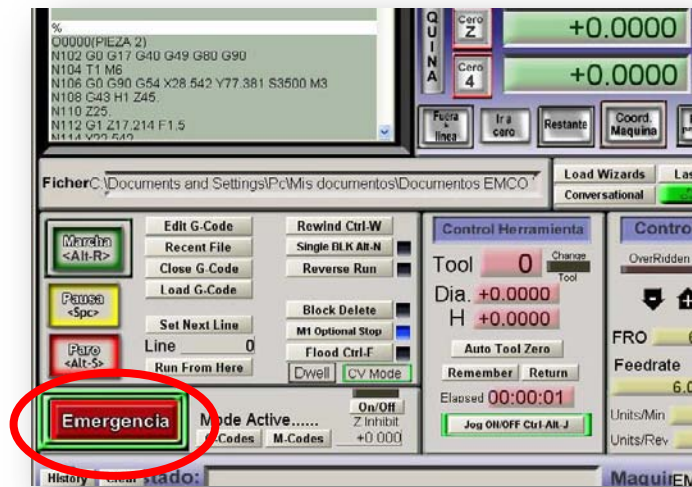 %
O0000(PIEZA 2)
N102 G0 G17 G40 G49 G80 G90
N104 T1 M6
N106 G0 G90 G54 X28.542 Y77.381 S3500 M3
N108 G43 H1 Z45.
N110 Z25.
N112 G1 Z17.214 F1.5
N114 Y22.542
QUINA
Cero Z +0.0000
Cero 4 +0.0000
Fuera linea
Ir a cero
Restante
Coord. Maquina
Ficher C:\Documents and Settings\Pc\Mis documentos\Documentos EMCO
Load Wizards
Conversational
Marcha <Alt-R>
Pausa <Spc>
Paro <Alt-S>
Edit G-Code
Recent File
Close G-Code
Load G-Code
Set Next Line
Line 0
Run From Here
Rewind Ctrl-W
Single BLK Alt-N
Reverse Run
Block Delete
M1 Optional Stop
Flood Ctrl-F
Dwell CV Mode
Control Herramienta
Tool 0 Change Tool
Dia. +0.0000
H +0.0000
Auto Tool Zero
Remember Return
Elapsed 00:00:01
Jog ON/OFF Ctrl-Alt-J
OverRidden
FRO
Feedrate
6.0
Units/Min
Units/Rev
Emergencia
Mode Active......
G-Codes M-Codes
On/Off
Z Inhibit
+0.000
History Clear